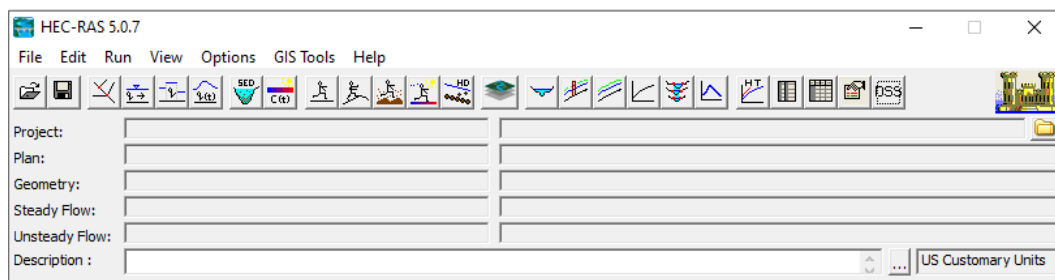 HEC-RAS 5.0.7
File Edit Run View Options GIS Tools Help
SED C(t) HD HT DSS
Project:
Plan:
Geometry:
Steady Flow:
Unsteady Flow:
Description : ... US Customary Units